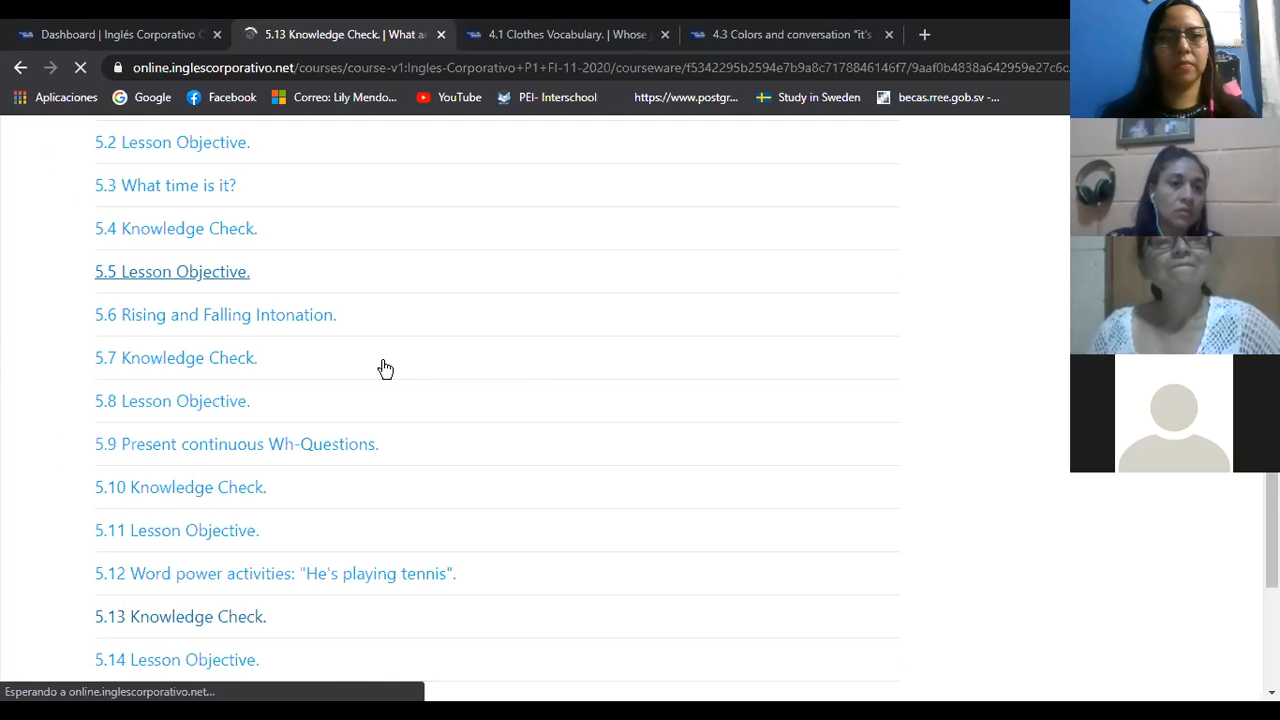 Dashboard | Inglés Corporativo
5.13 Knowledge Check. | What a
4.1 Clothes Vocabulary. | Whose
4.3 Colors and conversation "it's
online.inglescorporativo.net/courses/course-v1:Ingles-Corporativo+I1+FI-11-2020/courseware/f5342295b2594e7b9a8c7178846146f7/9aaf0b4838a642959e27c6c
Aplicaciones
Google
Facebook
Correo: Lily Mendo...
YouTube
PEI- Interschool
https://www.postgr...
Study in Sweden
becas.rree.gob.sv –...
5.2 Lesson Objective.
5.3 What time is it?
5.4 Knowledge Check.
5.5 Lesson Objective.
5.6 Rising and Falling Intonation.
5.7 Knowledge Check.
5.8 Lesson Objective.
5.9 Present continuous Wh-Questions.
5.10 Knowledge Check.
5.11 Lesson Objective.
5.12 Word power activities: "He's playing tennis".
5.13 Knowledge Check.
5.14 Lesson Objective.
Esperando a online.inglescorporativo.net...